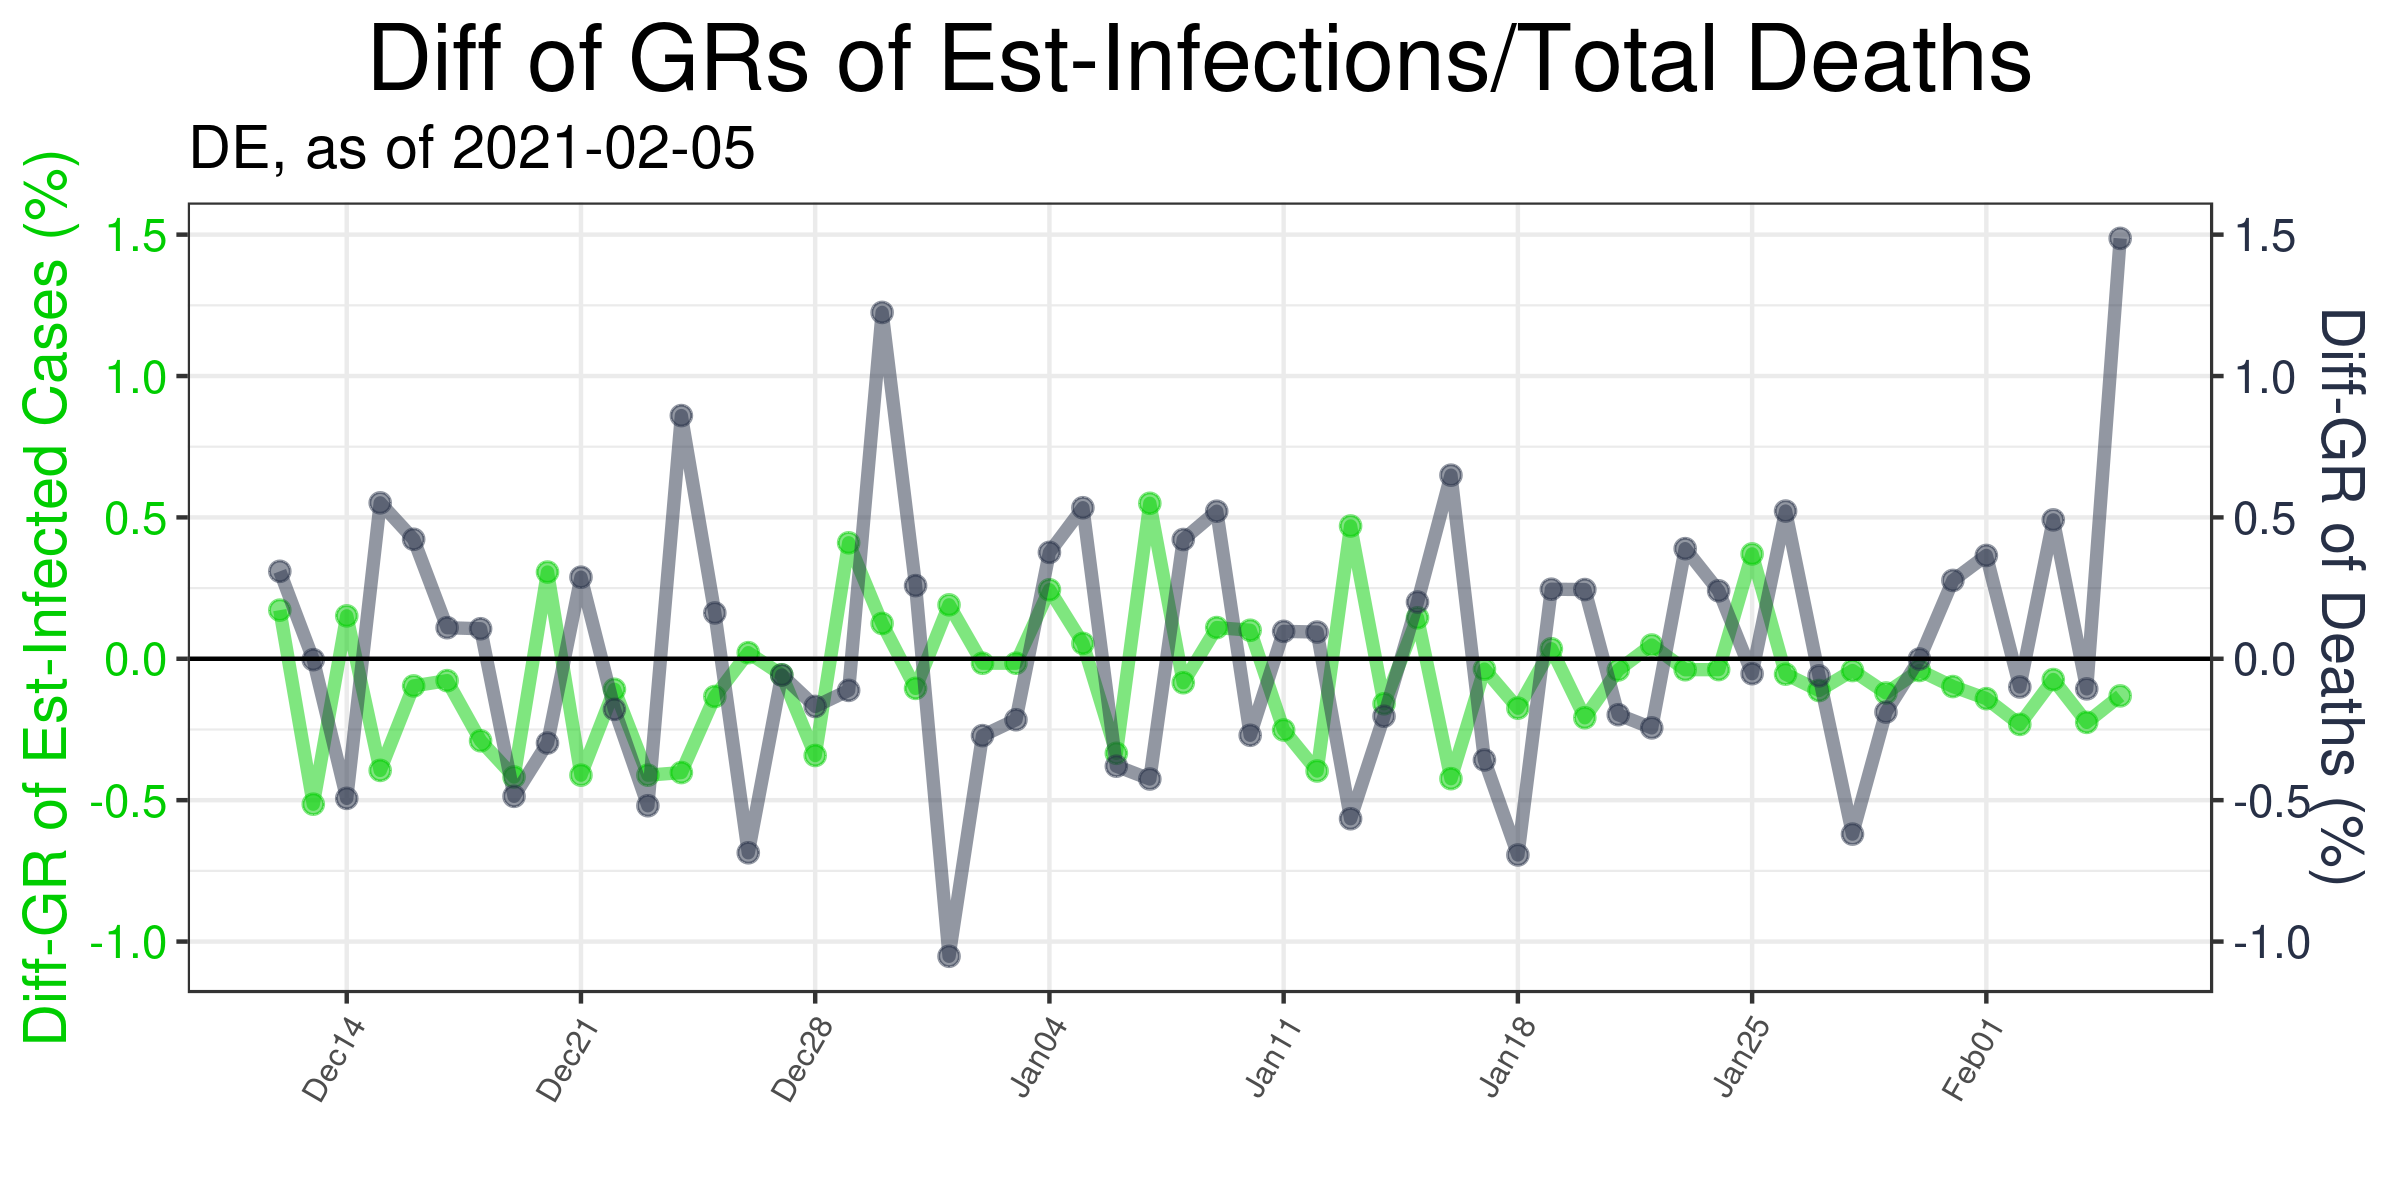 Diff of GRs of Est-Infections/Total Deaths
DE, as of 2021-02-05
Diff-GR of Est-Infected Cases (%)
1.5
1.0
0.5
0.0
-0.5
-1.0
1.5
1.0
0.5
0.0
-0.5
-1.0
Diff-GR of Deaths (%)
Dec14
Dec21
Dec28
Jan04
Jan11
Jan18
Jan25
Feb01